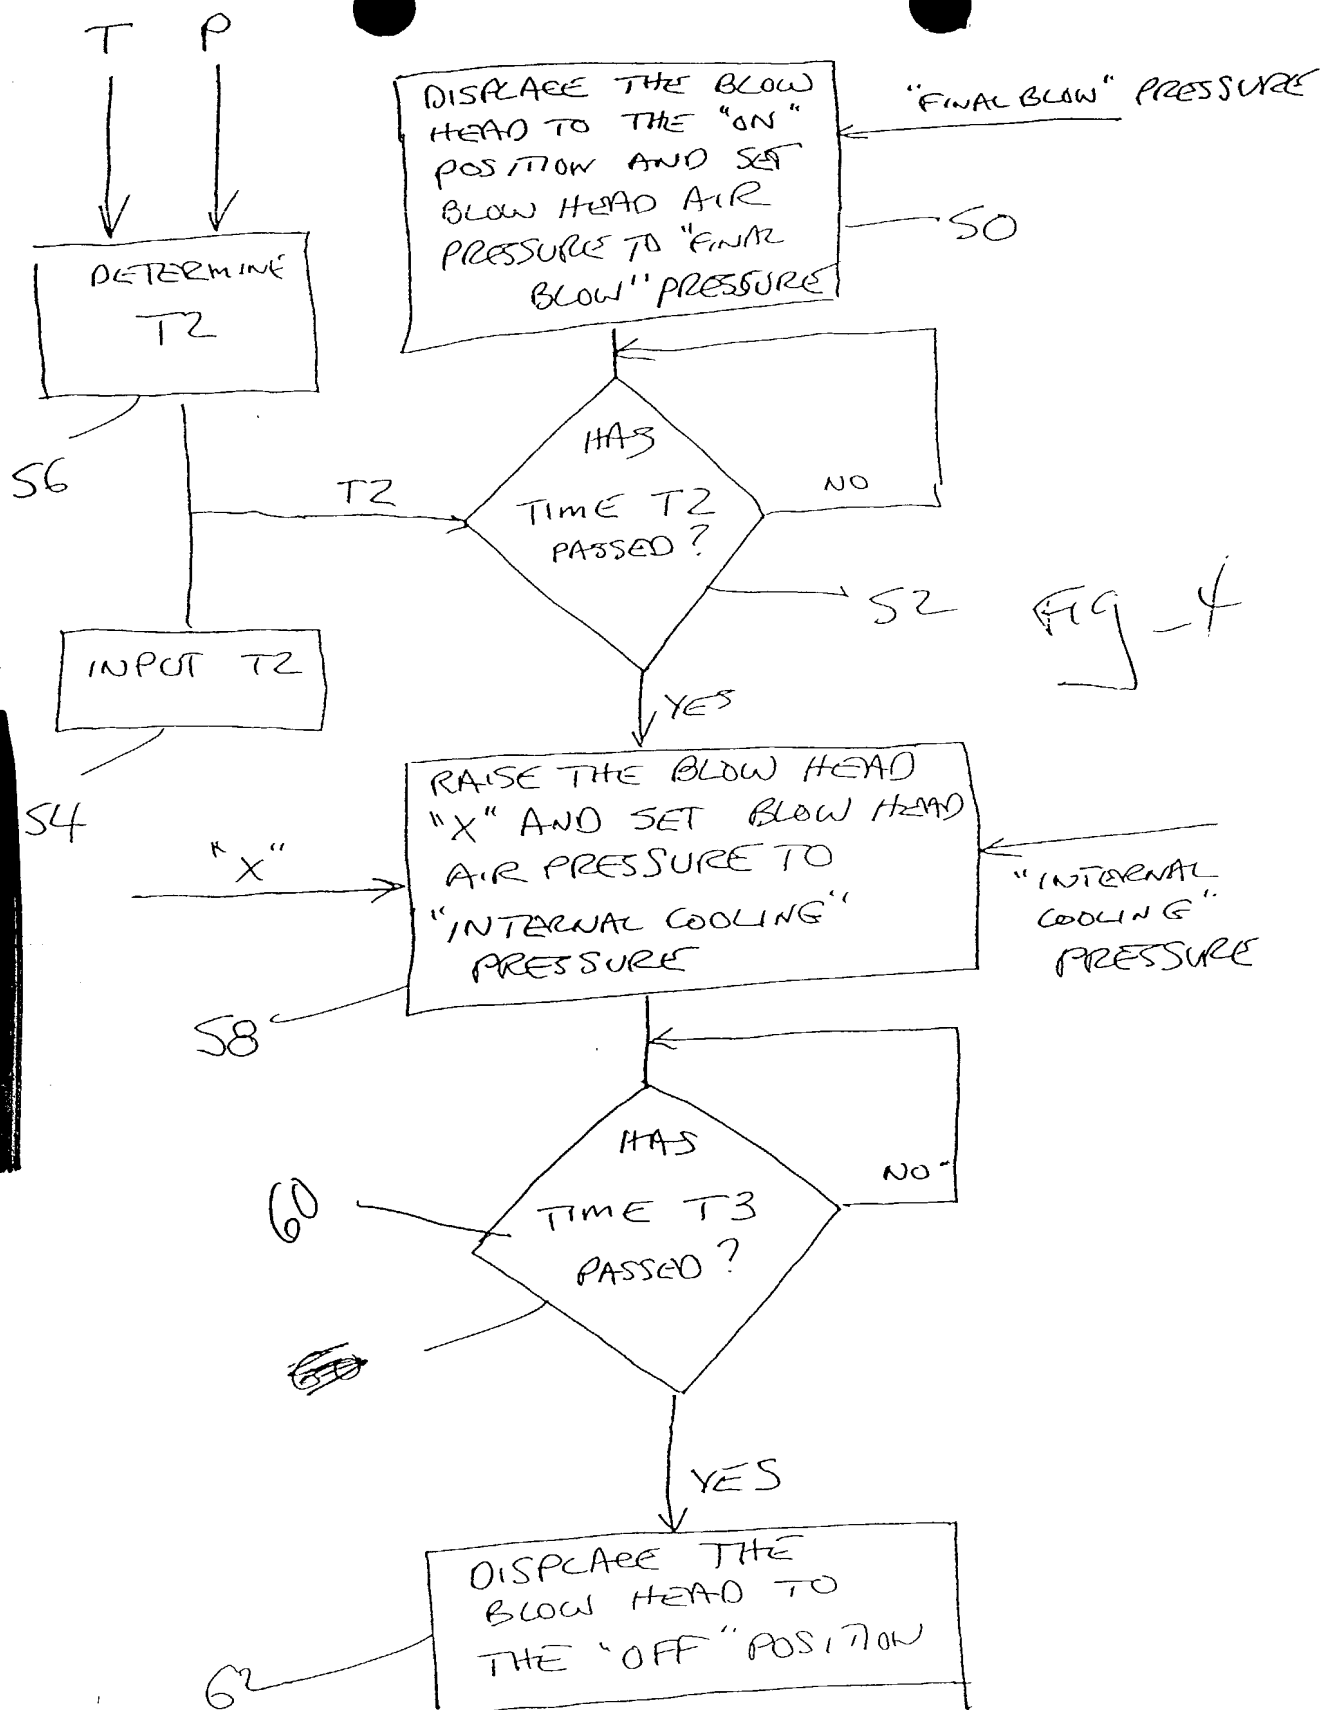 T P
DISPLACE THE BLOW
HEAD TO THE "ON"
POSITION AND SET
BLOW HEAD AIR
PRESSURE TO "FINAL
BLOW" PRESSURE
"FINAL BLOW" PRESSURE
50
DETERMINE
T2
56
T2
HAS
TIME T2
PASSED?
NO
52
Fig_4
INPUT T2
54
YES
RAISE THE BLOW HEAD
"X" AND SET BLOW HEAD
AIR PRESSURE TO
"INTERNAL COOLING"
PRESSURE
"X"
"INTERNAL
COOLING"
PRESSURE
58
HAS
TIME T3
PASSED?
NO
60
YES
DISPLACE THE
BLOW HEAD TO
THE "OFF" POSITION
62